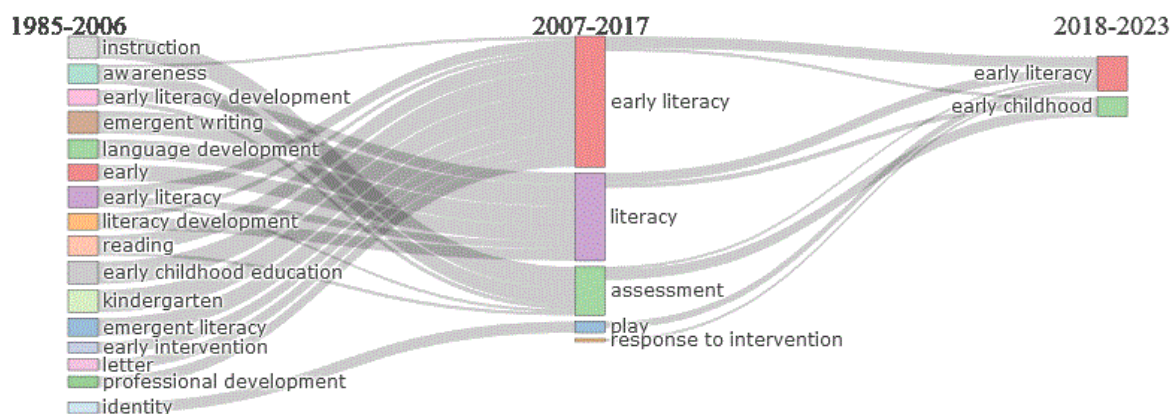 1985-2006
2007-2017
2018-2023
instruction
awareness
early literacy development
emergent writing
language development
early
early literacy
literacy development
reading
early childhood education
kindergarten
emergent literacy
early intervention
letter
professional development
identity
early literacy
literacy
assessment
play
response to intervention
early literacy
early childhood